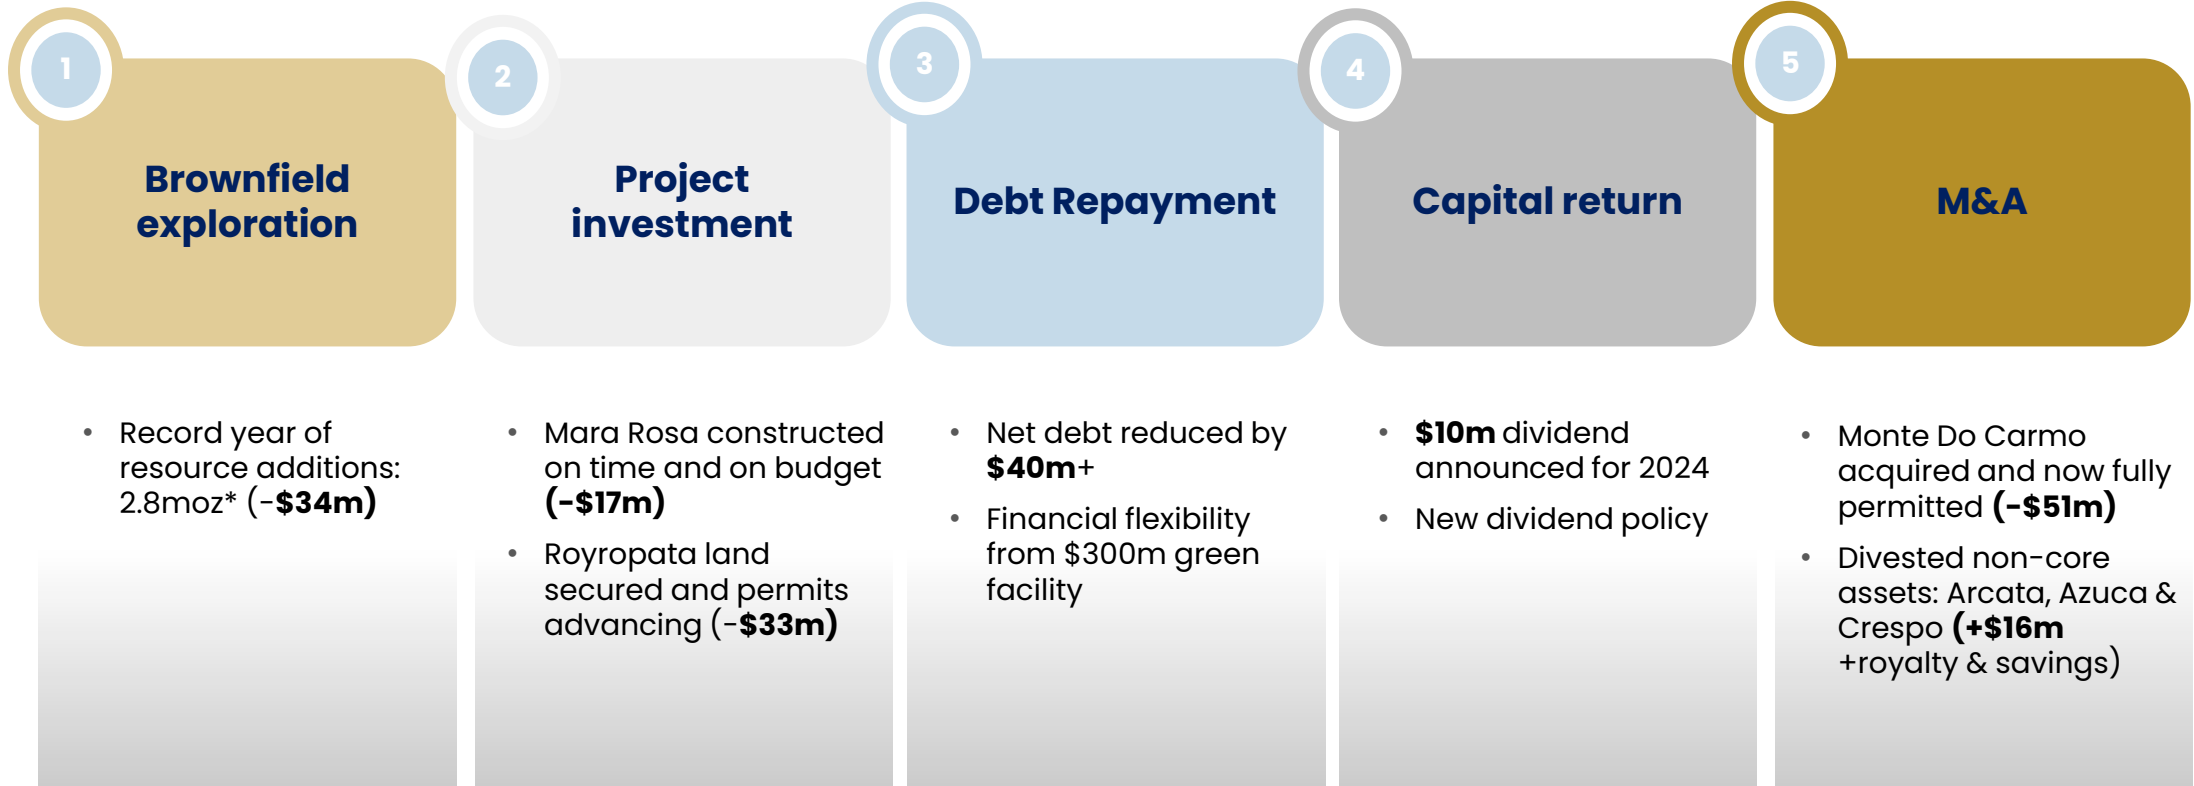 1
Brownfield
exploration
• Record year of
resource additions:
2.8moz* (-$34m)
2
Project
investment
• Mara Rosa constructed
on time and on budget
(-$17m)
• Royropata land
secured and permits
advancing (-$33m)
3
Debt Repayment
• Net debt reduced by
$40m+
• Financial flexibility
from $300m green
facility
4
Capital return
• $10m dividend
announced for 2024
• New dividend policy
5
M&A
• Monte Do Carmo
acquired and now fully
permitted (-$51m)
• Divested non-core
assets: Arcata, Azuca &
Crespo (+$16m
+royalty & savings)